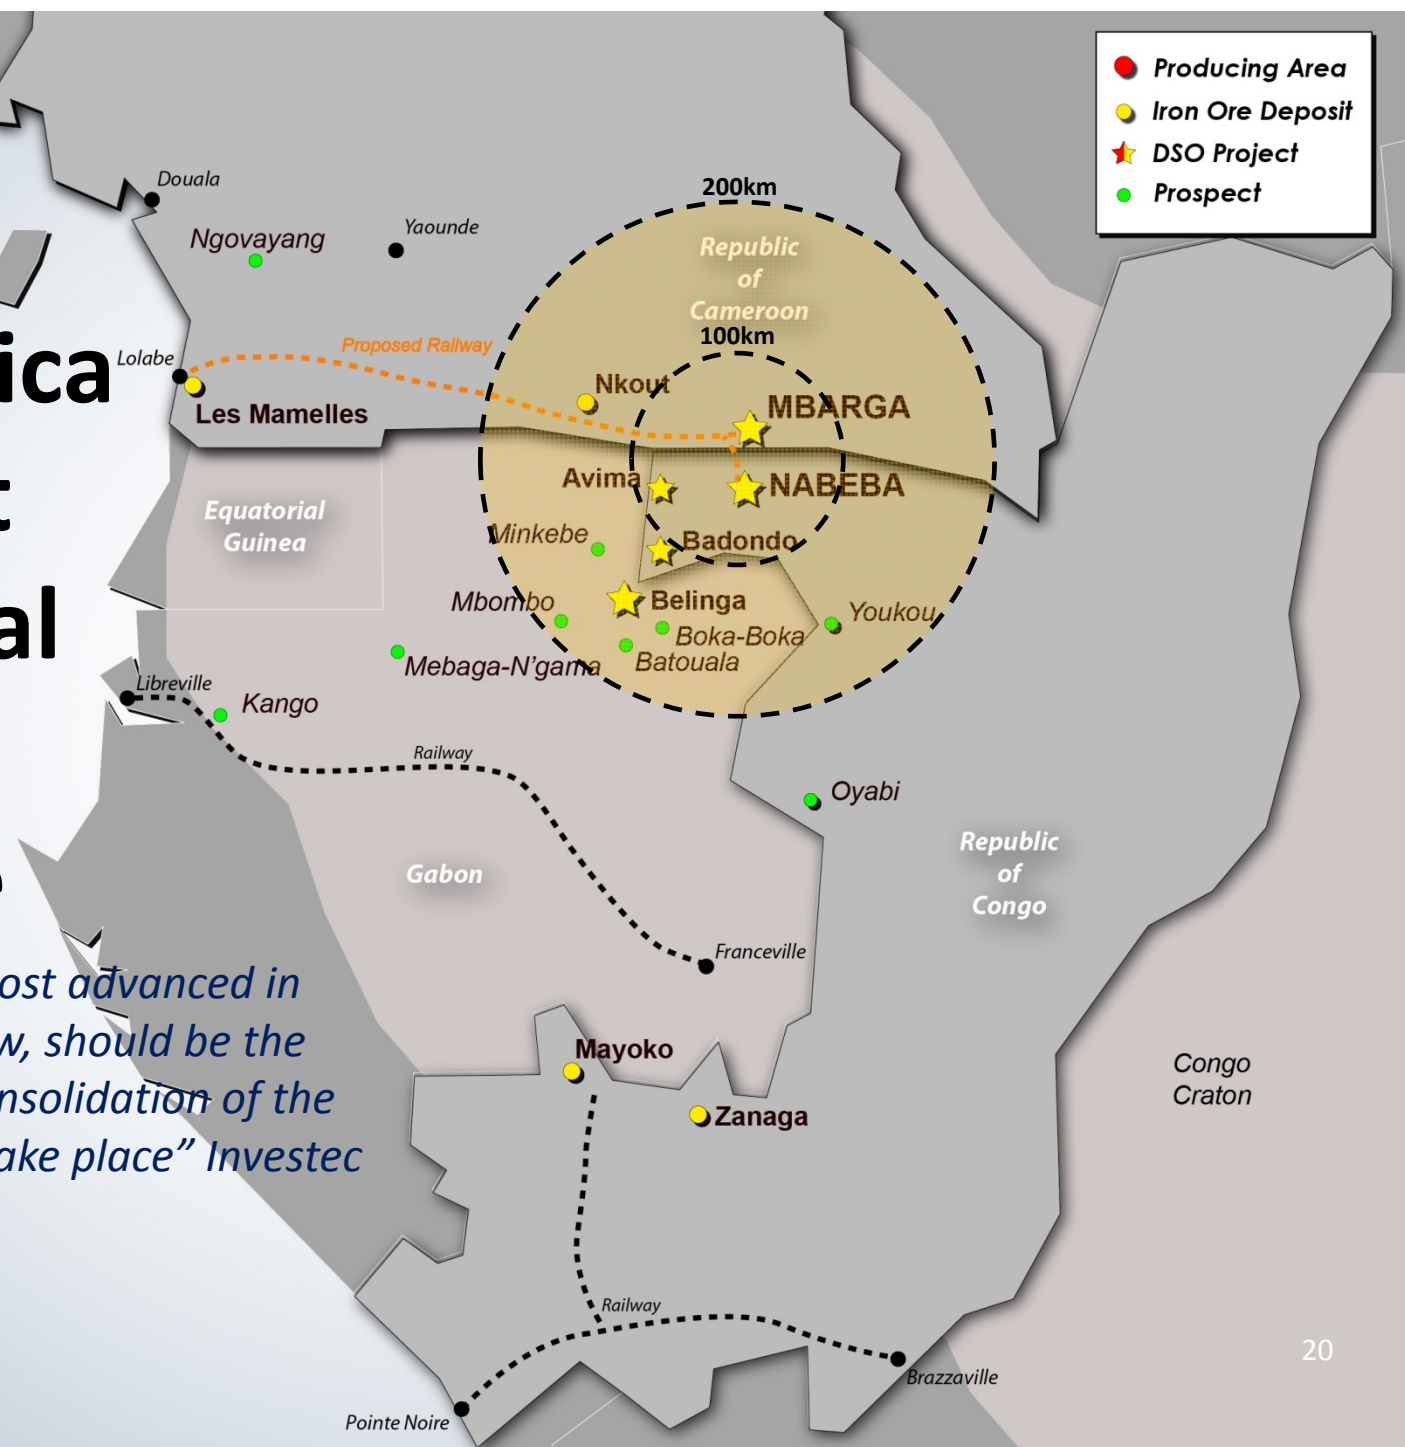 Producing Area
Iron Ore Deposit
DSO Project
Prospect
Douala
200km
Ngovayang
Yaounde
Republic
of
Cameroon
100km
ica
Lolabe
Proposed Railway
Nkout
Les Mamelles
MBARGA
Avima
NABEBA
t
Equatorial
Guinea
Minkebe
Badondo
al
Mbombo
Belinga
Youkou
Boka-Boka
Mebaga-N'gama
Batouala
Libreville
Kango
Railway
Oyabi
Republic
of
Congo
Gabon
e
Franceville
ost advanced in
w, should be the
nsolidation of the
ake place” Investec
Mayoko
Zanaga
Congo
Craton
Railway
20
Brazzaville
Pointe Noire